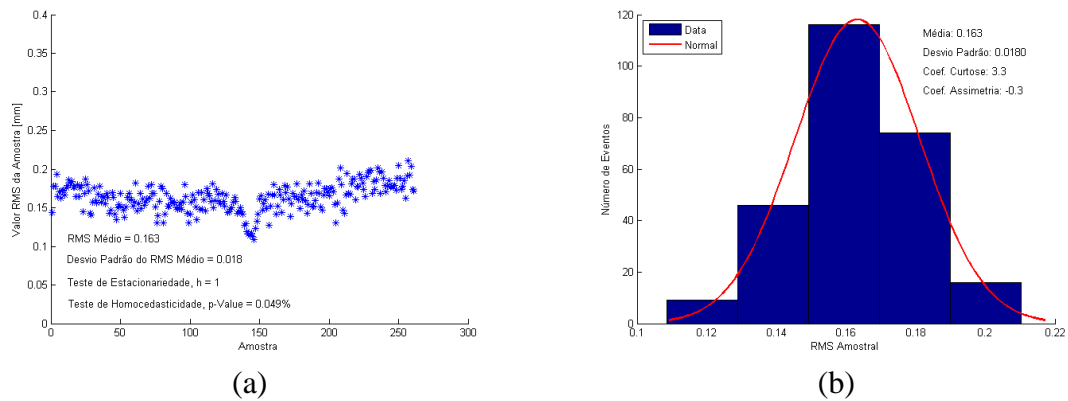 0.4
0.35
0.3
0.25
0.2
0.15
0.1
0.05
0
Valor RMS da Amostra [mm]
RMS Médio = 0.163
Desvio Padrão do RMS Médio = 0.018
Teste de Estacionariedade, h = 1
Teste de Homocedasticidade, p-Value = 0.049%
0 50 100 150 200 250 300
Amostra
(a)
120
100
80
60
40
20
0
Número de Eventos
Data
Normal
Média: 0.163
Desvio Padrão: 0.0180
Coef. Curtose: 3.3
Coef. Assimetria: -0.3
0.1 0.12 0.14 0.16 0.18 0.2 0.22
RMS Amostral
(b)